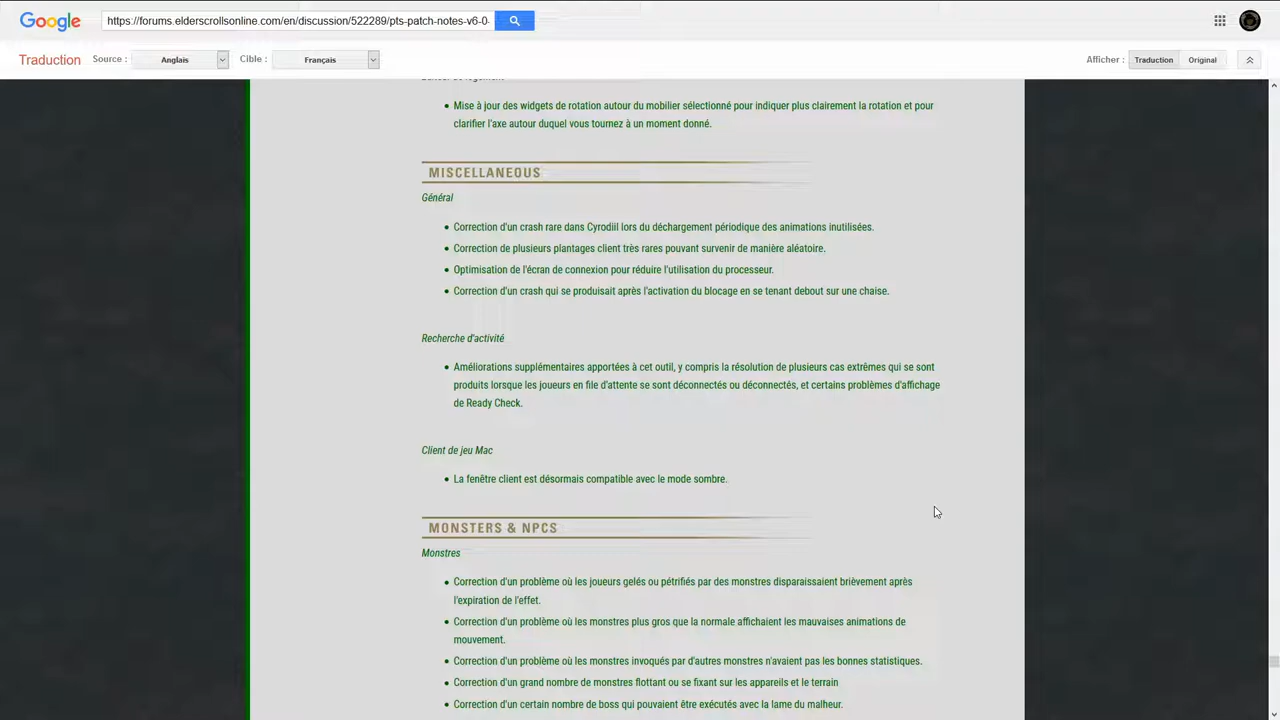 Google https://forums.elderscrollsonline.com/en/discussion/522289/pts-patch-notes-v6-0-
Traduction Source : Anglais Cible : Français Afficher : Traduction Original
Mise à jour des widgets de rotation autour du mobilier sélectionné pour indiquer plus clairement la rotation et pour
clarifier l'axe autour duquel vous tournez à un moment donné.
MISCELLANEOUS
Général
Correction d'un crash rare dans Cyrodiil lors du déchargement périodique des animations inutilisées.
Correction de plusieurs plantages client très rares pouvant survenir de manière aléatoire.
Optimisation de l'écran de connexion pour réduire l'utilisation du processeur.
Correction d'un crash qui se produisait après l'activation du blocage en se tenant debout sur une chaise.
Recherche d'activité
Améliorations supplémentaires apportées à cet outil, y compris la résolution de plusieurs cas extrêmes qui se sont
produits lorsque les joueurs en file d'attente se sont déconnectés ou déconnectés, et certains problèmes d'affichage
de Ready Check.
Client de jeu Mac
La fenêtre client est désormais compatible avec le mode sombre.
MONSTERS & NPCS
Monstres
Correction d'un problème où les joueurs gelés ou pétrifiés par des monstres disparaissaient brièvement après
l'expiration de l'effet.
Correction d'un problème où les monstres plus gros que la normale affichaient les mauvaises animations de
mouvement.
Correction d'un problème où les monstres invoqués par d'autres monstres n'avaient pas les bonnes statistiques.
Correction d'un grand nombre de monstres flottant ou se fixant sur les appareils et le terrain
Correction d'un certain nombre de boss qui pouvaient être exécutés avec la lame du malheur.